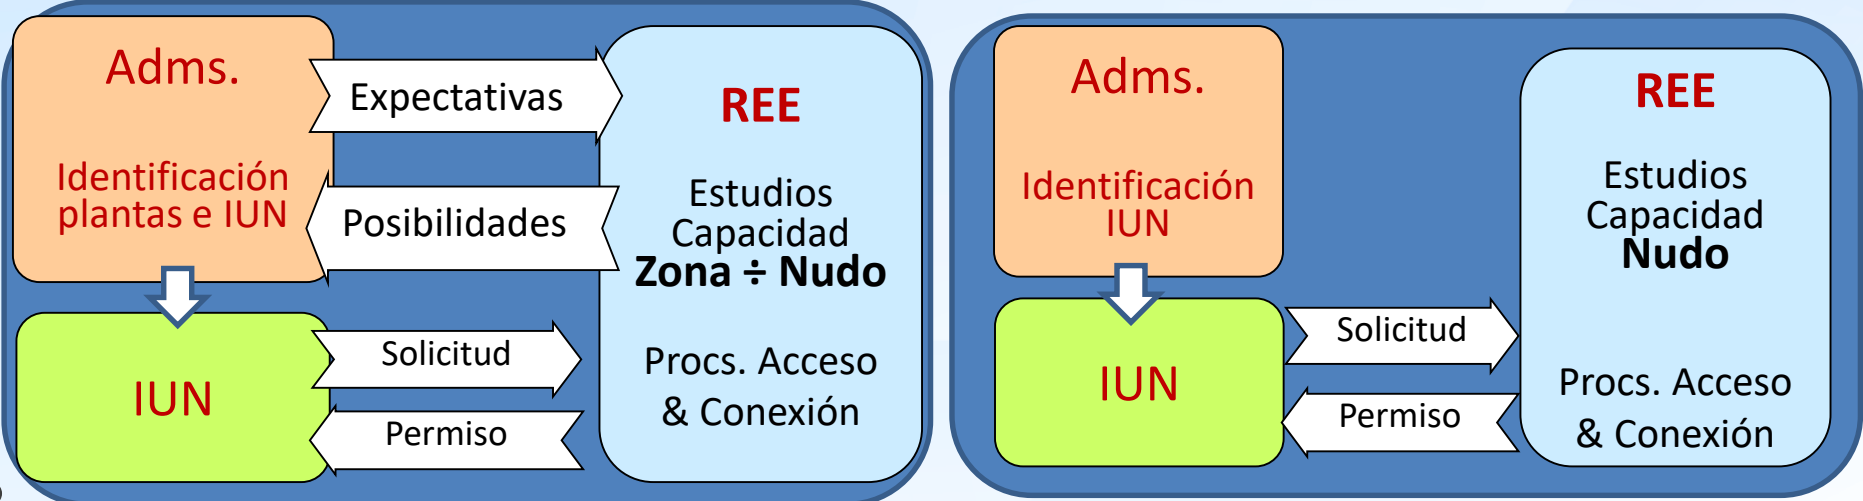 Adms.
Identificación
plantas e IUN
Expectativas
Posibilidades
REE
Estudios
Capacidad
Zona ÷ Nudo
Procs. Acceso
& Conexión
IUN
Solicitud
Permiso
Adms.
Identificación
IUN
REE
Estudios
Capacidad
Nudo
Procs. Acceso
& Conexión
IUN
Solicitud
Permiso